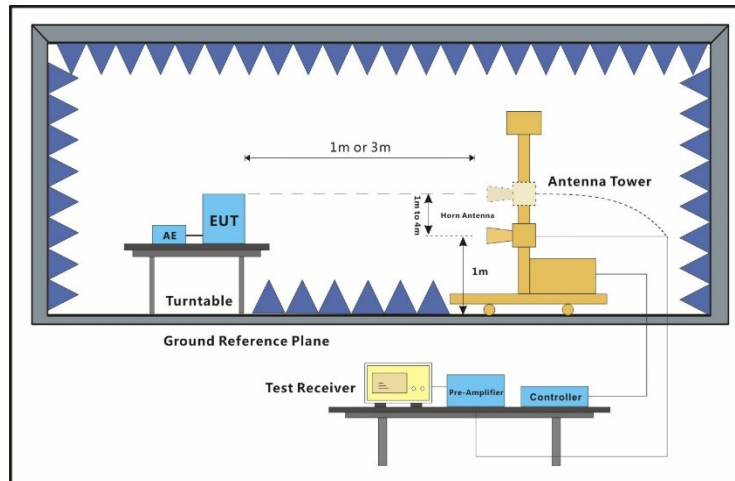 1m or 3m
Antenna Tower
1m to 4m
Horn Antenna
EUT
AE
1m
Turntable
Ground Reference Plane
Test Receiver
Pre-Amplifier
Controller